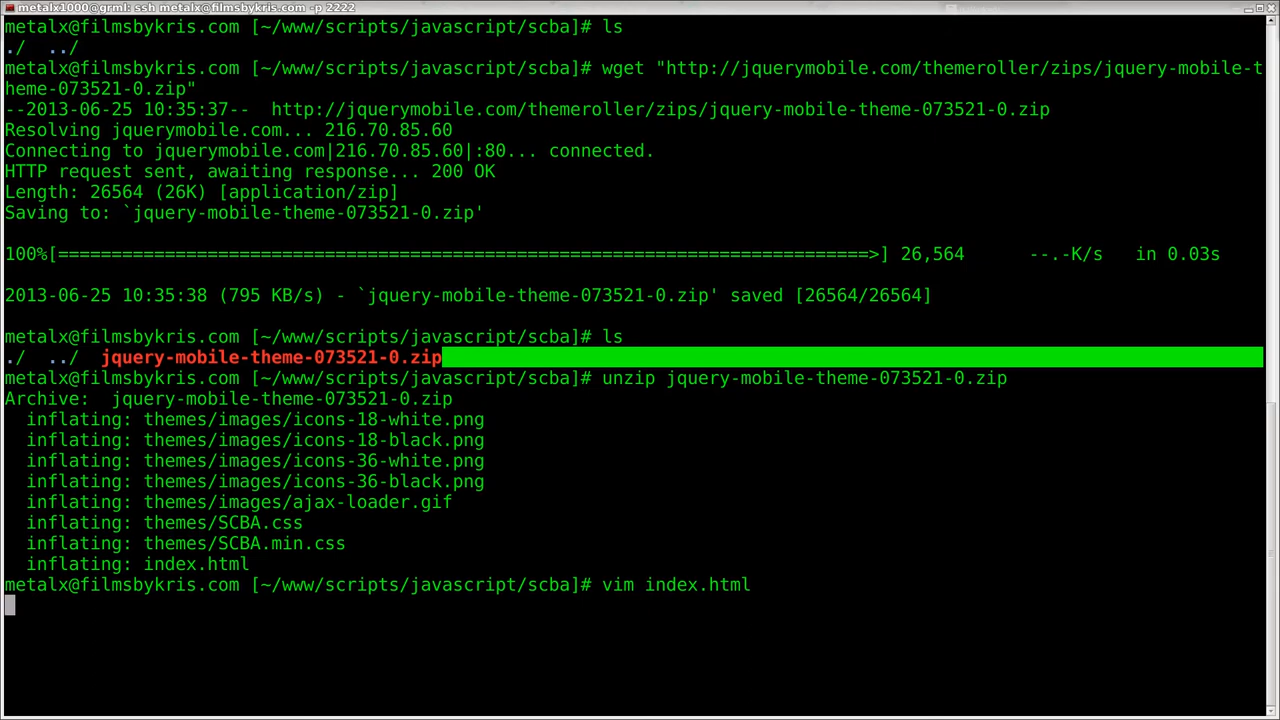 metalx1000@grml: ssh metalx@filmsbykris.com -p 2222
metalx@filmsbykris.com [~/www/scripts/javascript/scba]# ls
./  ../
metalx@filmsbykris.com [~/www/scripts/javascript/scba]# wget "http://jquerymobile.com/themeroller/zips/jquery-mobile-t
heme-073521-0.zip"
--2013-06-25 10:35:37--  http://jquerymobile.com/themeroller/zips/jquery-mobile-theme-073521-0.zip
Resolving jquerymobile.com... 216.70.85.60
Connecting to jquerymobile.com|216.70.85.60|:80... connected.
HTTP request sent, awaiting response... 200 OK
Length: 26564 (26K) [application/zip]
Saving to: `jquery-mobile-theme-073521-0.zip'
100%[============================================================================>] 26,564      --.-K/s   in 0.03s
2013-06-25 10:35:38 (795 KB/s) - `jquery-mobile-theme-073521-0.zip' saved [26564/26564]
metalx@filmsbykris.com [~/www/scripts/javascript/scba]# ls
./  ../  jquery-mobile-theme-073521-0.zip
metalx@filmsbykris.com [~/www/scripts/javascript/scba]# unzip jquery-mobile-theme-073521-0.zip
Archive:  jquery-mobile-theme-073521-0.zip
  inflating: themes/images/icons-18-white.png
  inflating: themes/images/icons-18-black.png
  inflating: themes/images/icons-36-white.png
  inflating: themes/images/icons-36-black.png
  inflating: themes/images/ajax-loader.gif
  inflating: themes/SCBA.css
  inflating: themes/SCBA.min.css
  inflating: index.html
metalx@filmsbykris.com [~/www/scripts/javascript/scba]# vim index.html